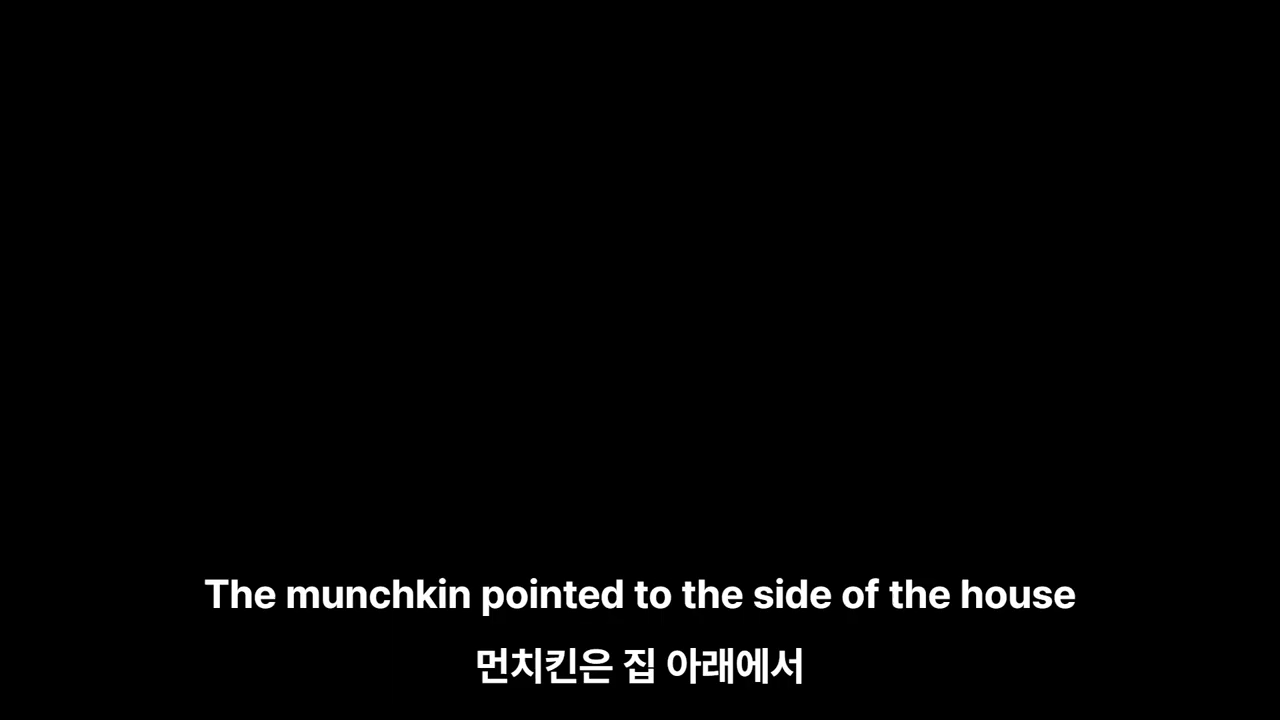 The munchkin pointed to the side of the house
먼치킨은 집 아래에서